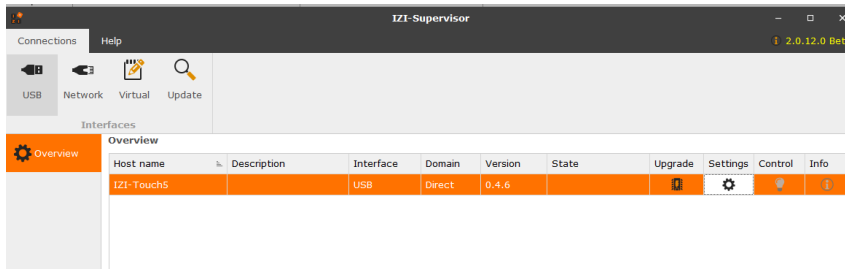 IZI-Supervisor
Connections Help
2.0.12.0 Bet
USB Network Virtual Update
Interfaces
Overview
Overview
Host name Description Interface Domain Version State Upgrade Settings Control Info
IZI-Touch5 USB Direct 0.4.6